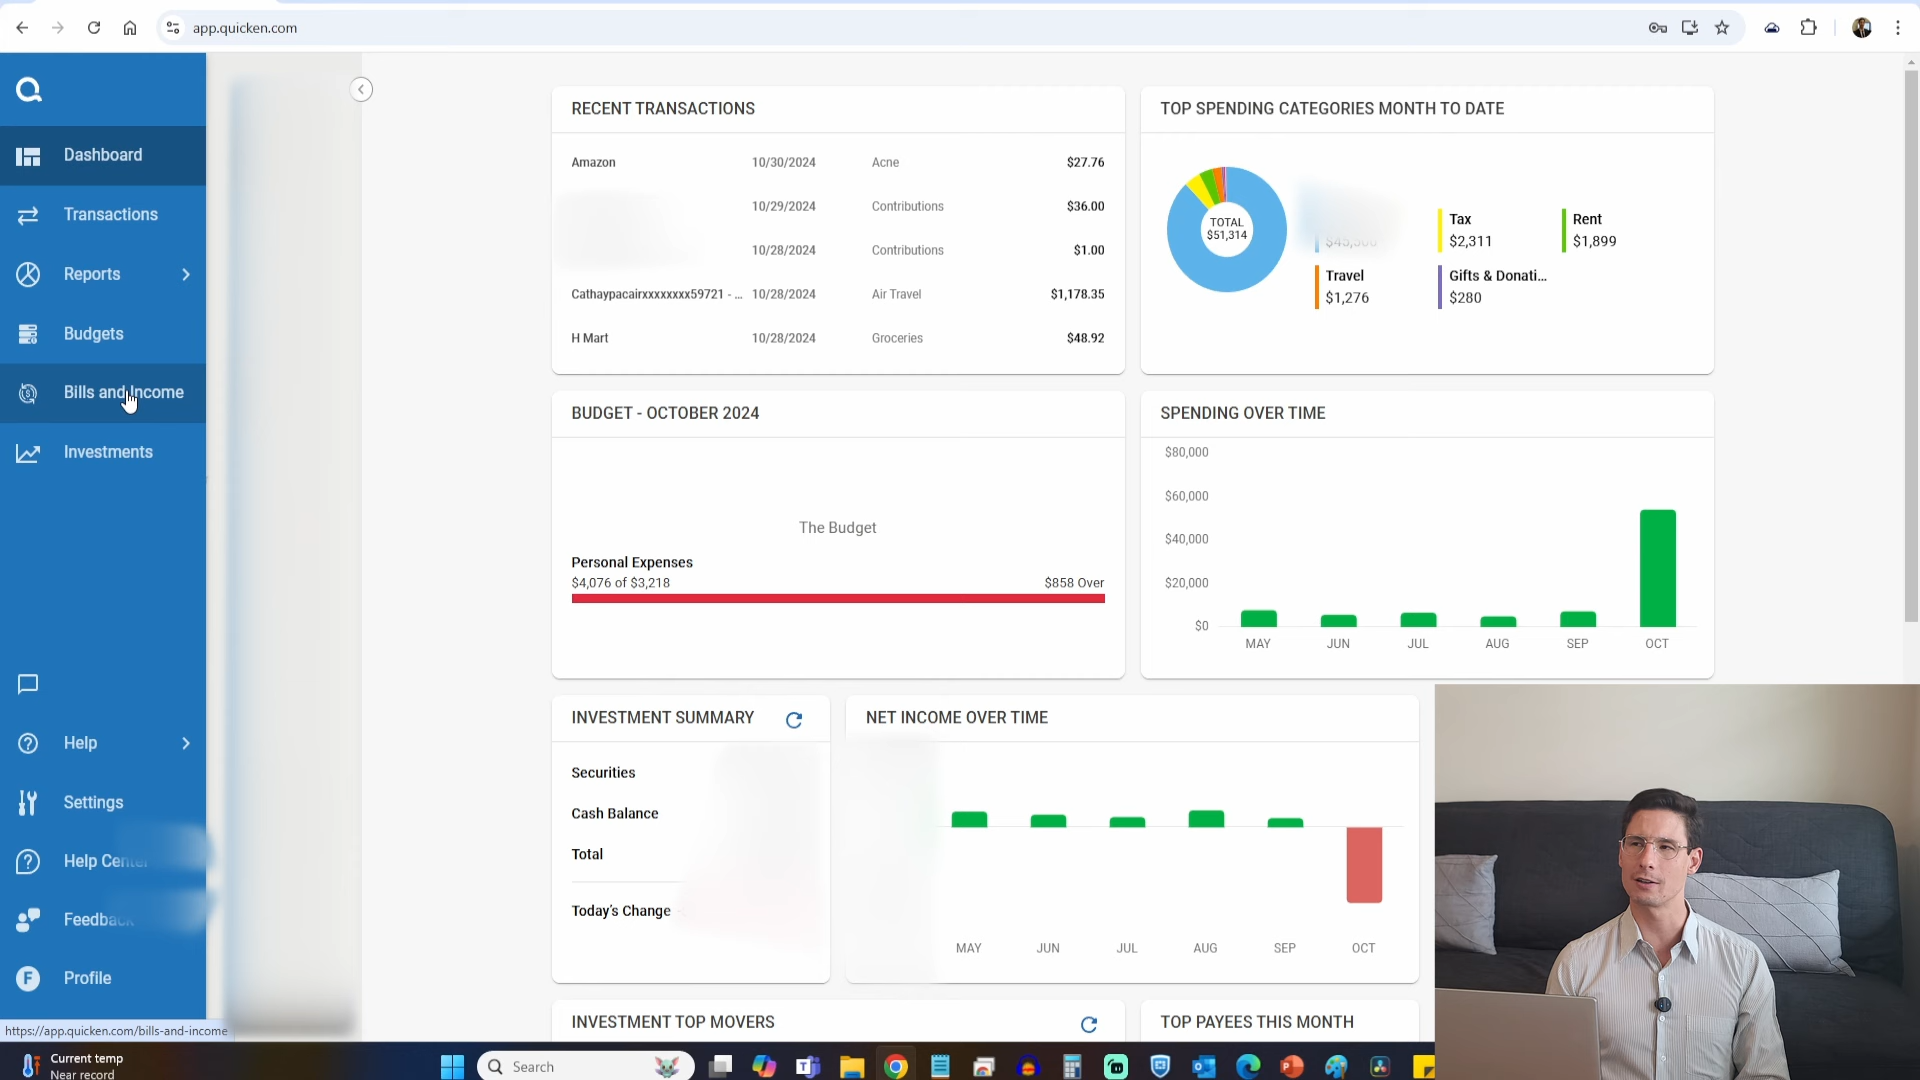 app.quicken.com
Dashboard
Transactions
Reports
Budgets
Bills and Income
Investments
Help
Settings
Help Center
Feedback
Profile
https://app.quicken.com/bills-and-income
RECENT TRANSACTIONS
Amazon 10/30/2024 Acne $27.76
10/29/2024 Contributions $36.00
10/28/2024 Contributions $1.00
Cathaypacairxxxxxxxx59721 - ... 10/28/2024 Air Travel $1,178.35
H Mart 10/28/2024 Groceries $48.92
TOP SPENDING CATEGORIES MONTH TO DATE
TOTAL
$51,314
Tax
$2,311
Rent
$1,899
Travel
$1,276
Gifts & Donati...
$280
BUDGET - OCTOBER 2024
The Budget
Personal Expenses
$4,076 of $3,218 $858 Over
SPENDING OVER TIME
$80,000
$60,000
$40,000
$20,000
$0
MAY JUN JUL AUG SEP OCT
INVESTMENT SUMMARY
Securities
Cash Balance
Total
Today's Change
NET INCOME OVER TIME
MAY JUN JUL AUG SEP OCT
INVESTMENT TOP MOVERS
TOP PAYEES THIS MONTH
Current temp
Near record
Search